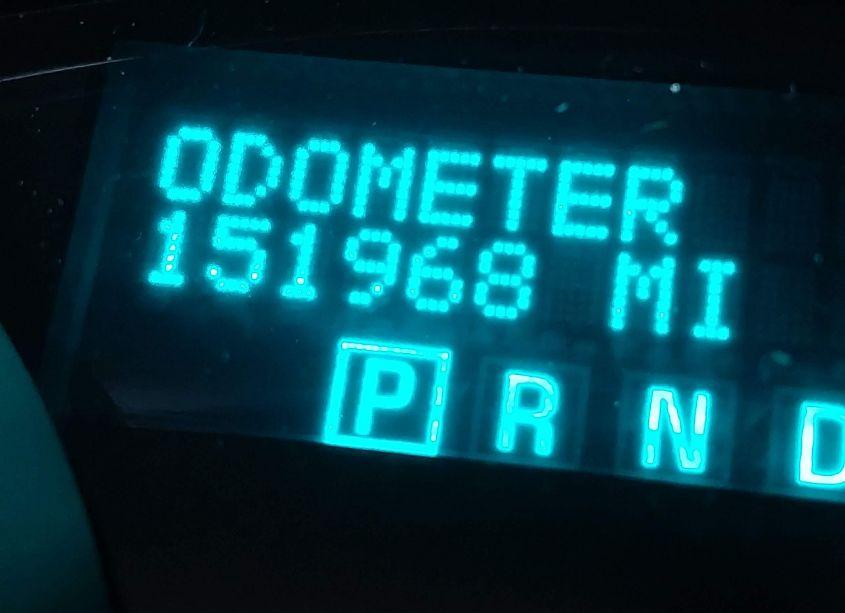 ODOMETER
151968 MI
P R N D